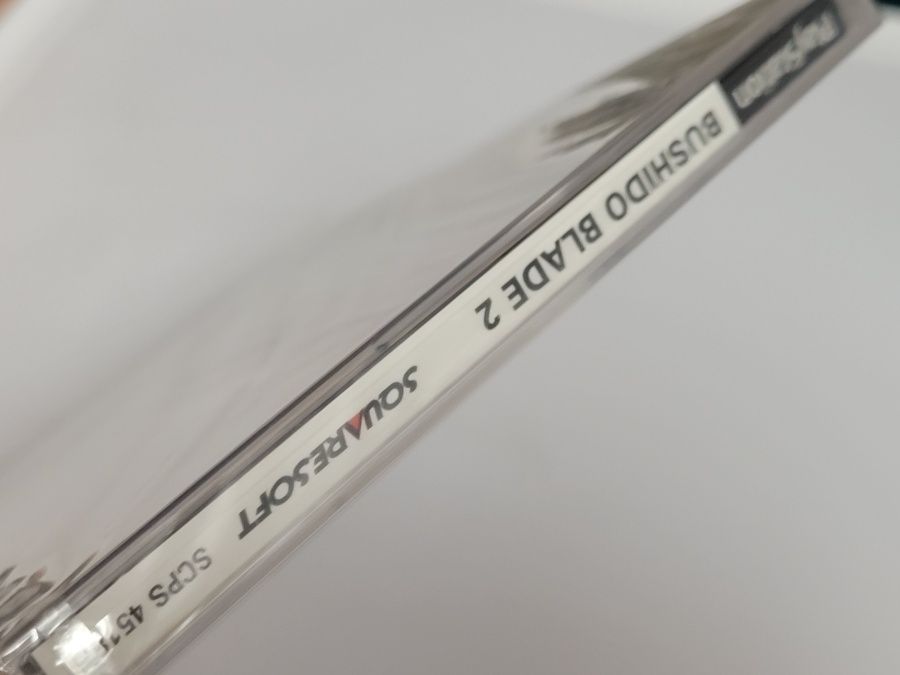 PlayStation
BUSHIDO BLADE 2
SQUARESOFT
SCPS